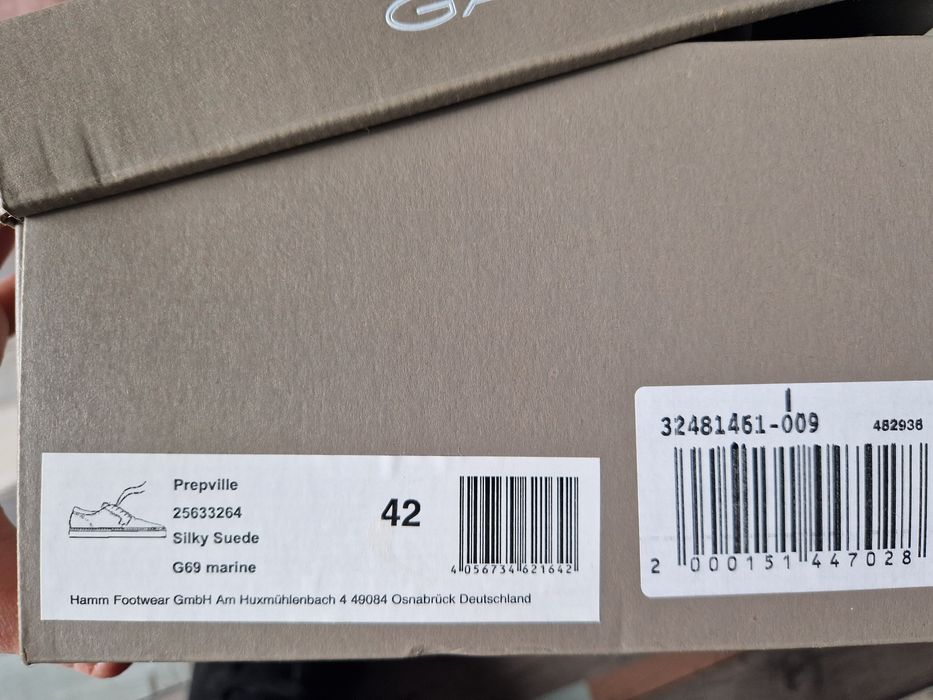 GA
32481461-009
482936
2 000151 447028
Prepville
25633264
Silky Suede
G69 marine
42
4 056734 621642
Hamm Footwear GmbH Am Huxmühlenbach 4 49084 Osnabrück Deutschland